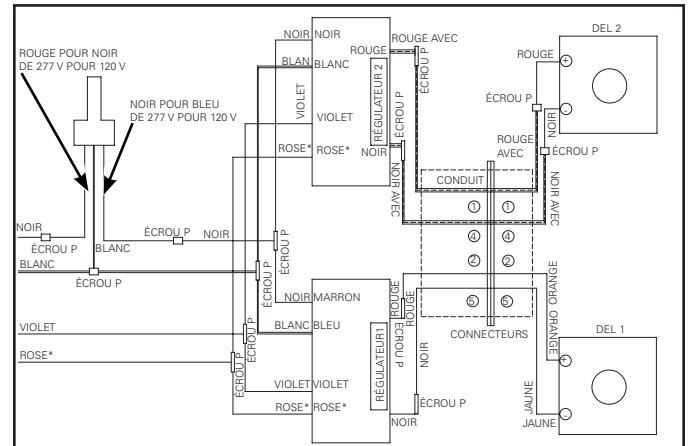 ROUGE POUR NOIR
DE 277 V POUR 120 V
NOIR POUR BLEU
DE 277 V POUR 120 V
NOIR
ÉCROU P
BLANC
ÉCROU P
NOIR
BLANC
ÉCROU P
VIOLET
ROSE*
ÉCROU P
ÉCROU P
ÉCROU P
ÉCROU P
NOIR NOIR
BLAN BLANC
VIOLET
VIOLET
ROSE* ROSE*
ROUGE
RÉGULATEUR 2
NOIR
ROUGE AVEC
ÉCROU P
ÉCROU P
NOIR AVEC
NOIR MARRON
BLANC BLEU
VIOLET VIOLET
ROSE* ROSE*
RÉGULATEUR1
NOIR
ROUGE
ROUGE
ÉCROU P
NOIR
ÉCROU P
CONDUIT
1 1
4 4
2 2
5 5
CONNECTEURS
DEL 2
ROUGE
+
-
ÉCROU P
NOIR
ROUGE
AVEC
ÉCROU P
NOIR AVEC
ORANGE
ORANGE
DEL 1
+
-
JAUNE
JAUNE